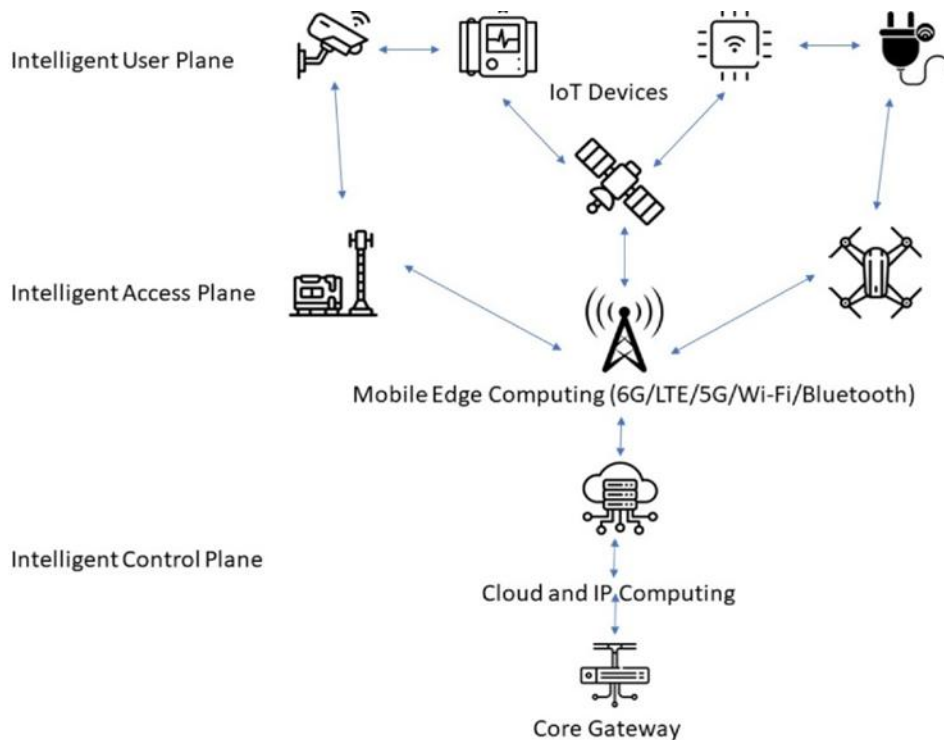 Intelligent User Plane
IoT Devices
Intelligent Access Plane
Mobile Edge Computing (6G/LTE/5G/Wi-Fi/Bluetooth)
Intelligent Control Plane
Cloud and IP Computing
Core Gateway